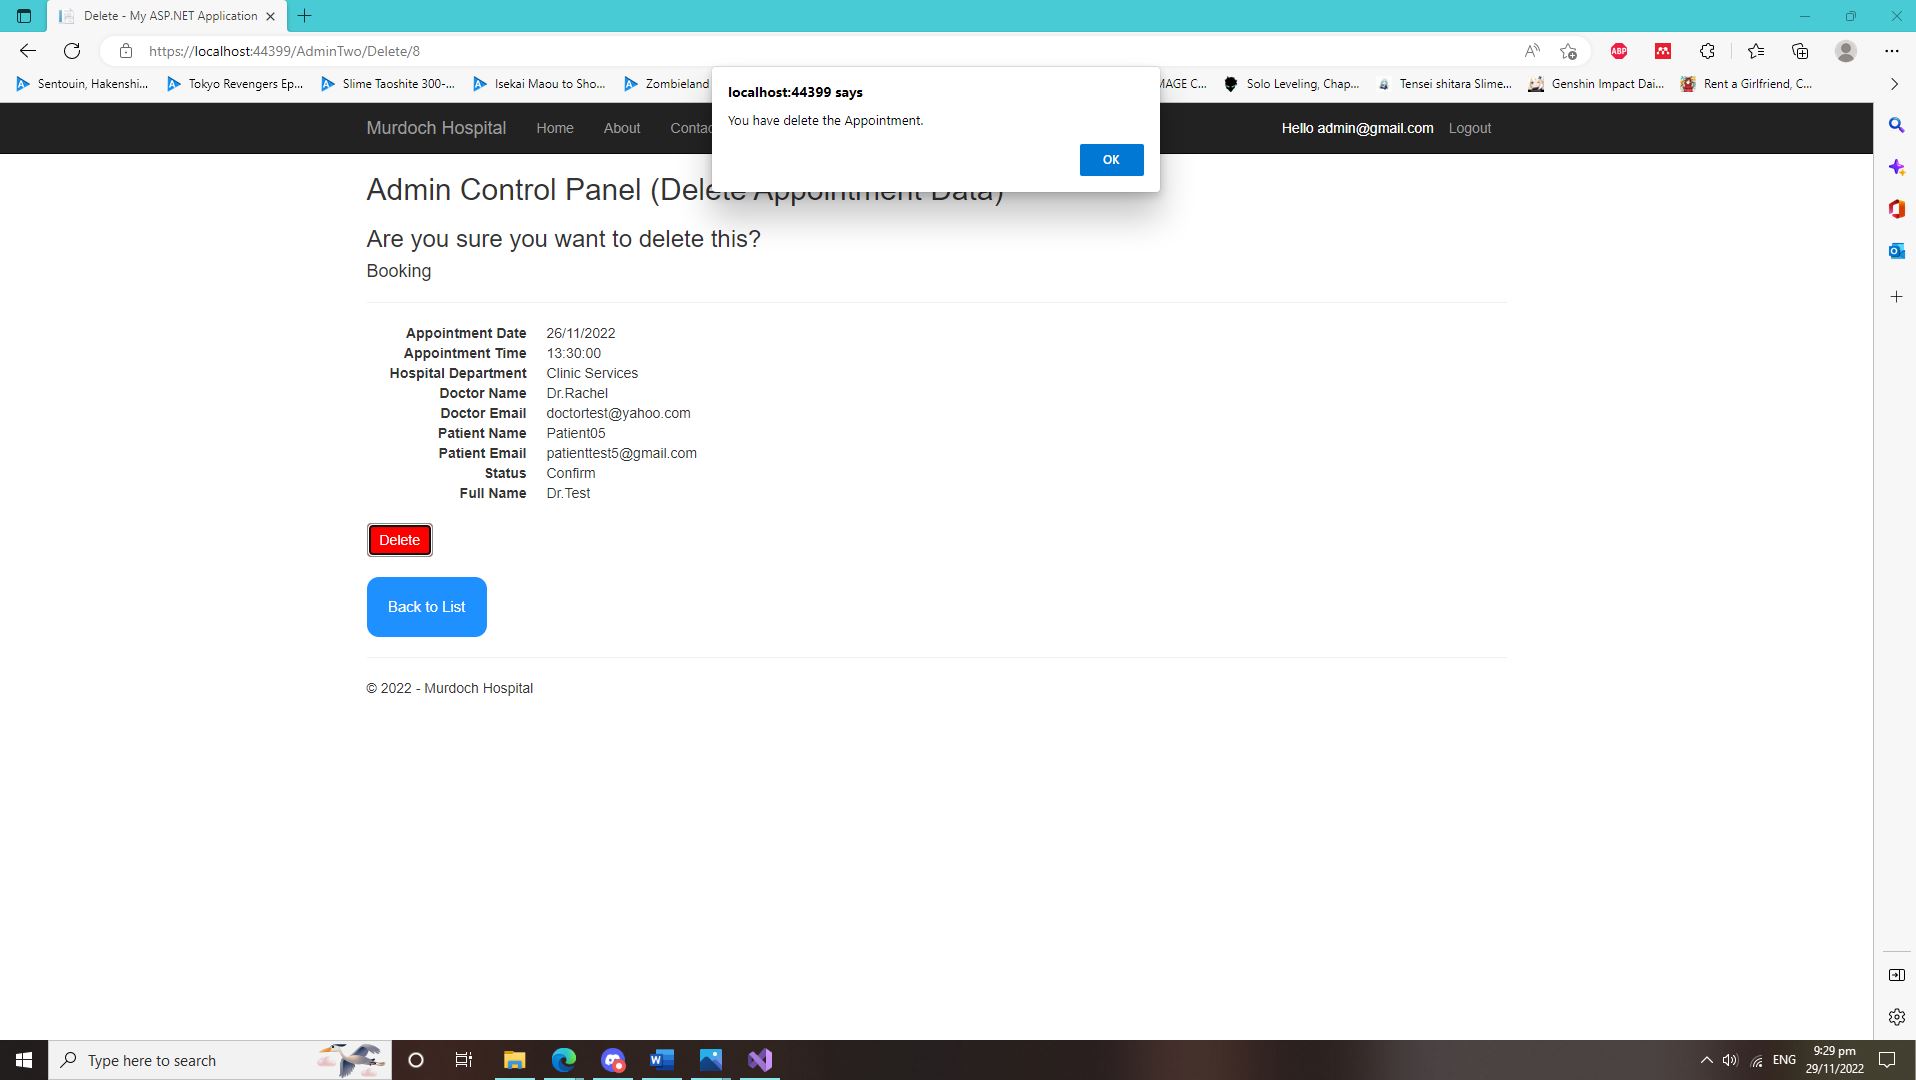 Delete - My ASP.NET Application
https://localhost:44399/AdminTwo/Delete/8
ABP
Sentouin, Hakenshi...
Tokyo Revengers Ep...
Slime Taoshite 300-...
Isekai Maou to Sho...
Zombieland
MAGE C...
Solo Leveling, Chap...
Tensei shitara Slime...
Genshin Impact Dai...
Rent a Girlfriend, C...
localhost:44399 says
You have delete the Appointment.
OK
Murdoch Hospital
Home
About
Contac
Hello admin@gmail.com
Logout
Admin Control Panel (Delete Appointment Data)
Are you sure you want to delete this?
Booking
Appointment Date 26/11/2022
Appointment Time 13:30:00
Hospital Department Clinic Services
Doctor Name Dr.Rachel
Doctor Email doctortest@yahoo.com
Patient Name Patient05
Patient Email patienttest5@gmail.com
Status Confirm
Full Name Dr.Test
Delete
Back to List
© 2022 - Murdoch Hospital
Type here to search
ENG
9:29 pm
29/11/2022